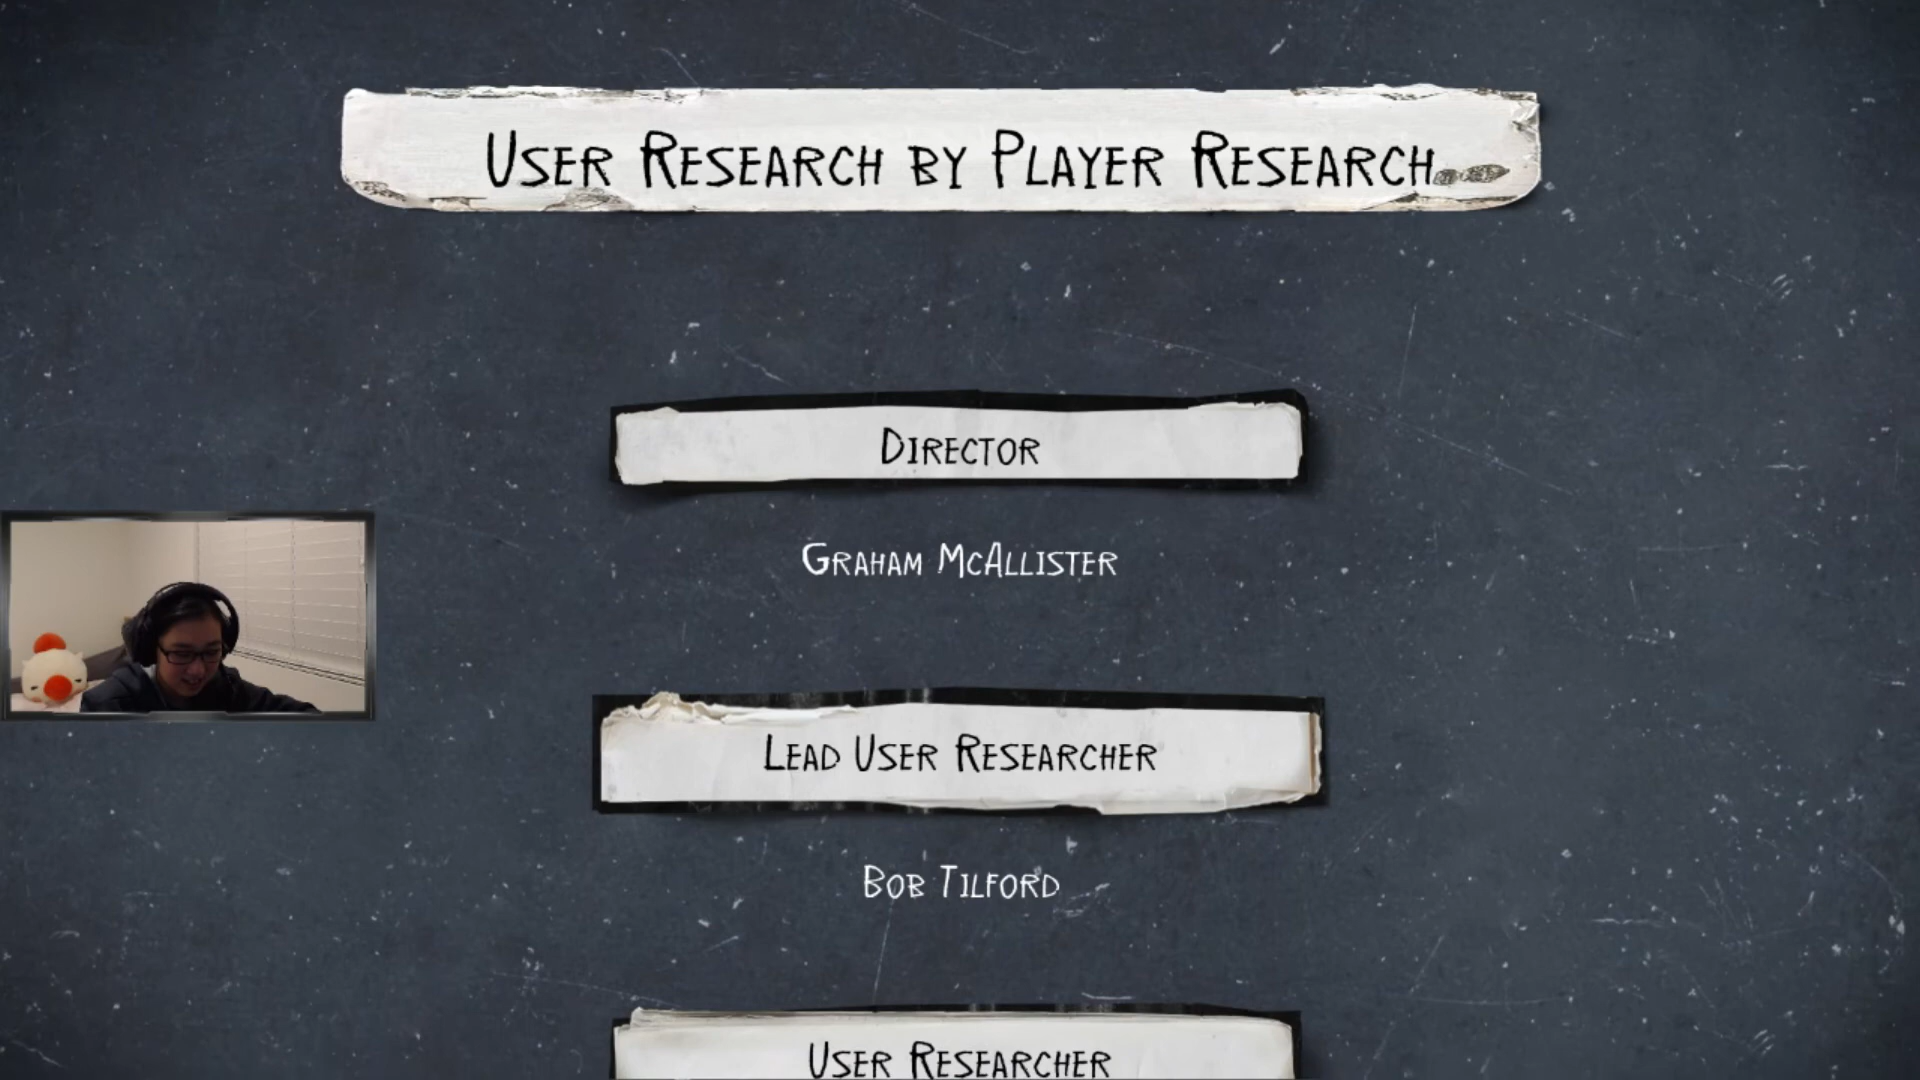 User Research by Player Research
Director
Graham McAllister
Lead User Researcher
Bob Tilford
User Researcher